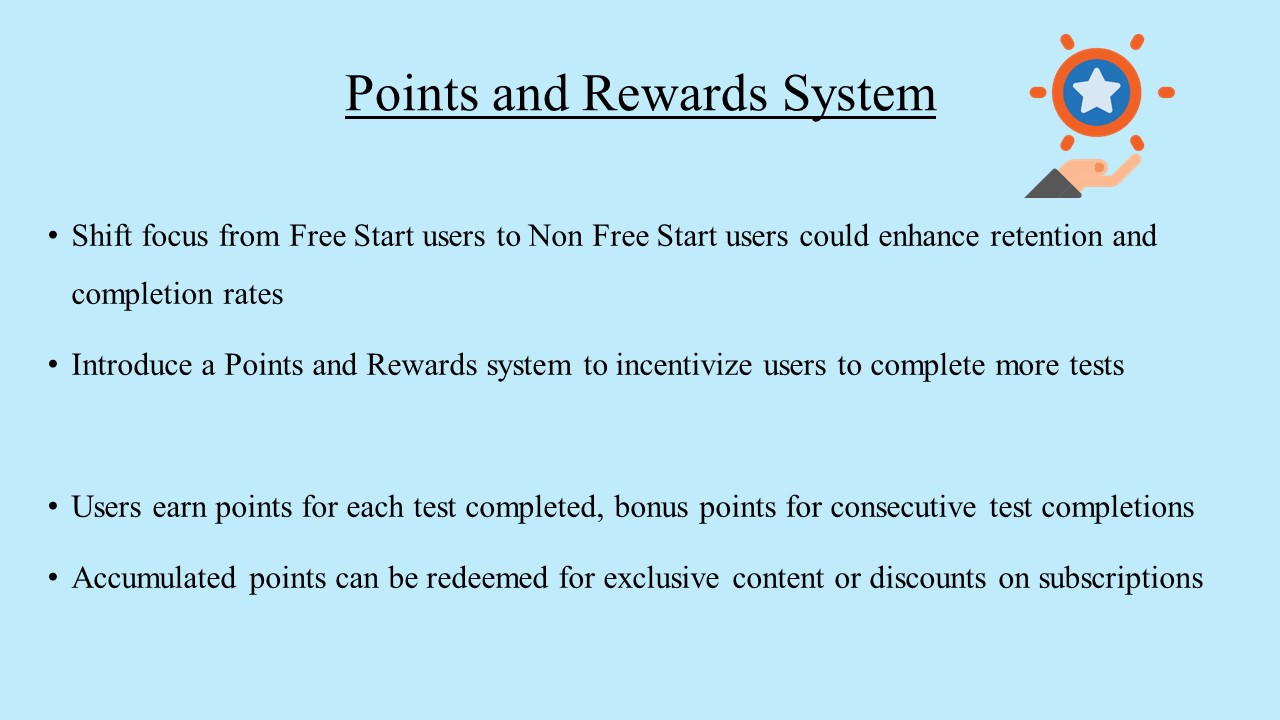 Points and Rewards System
• Shift focus from Free Start users to Non Free Start users could enhance retention and
completion rates
• Introduce a Points and Rewards system to incentivize users to complete more tests
• Users earn points for each test completed, bonus points for consecutive test completions
• Accumulated points can be redeemed for exclusive content or discounts on subscriptions